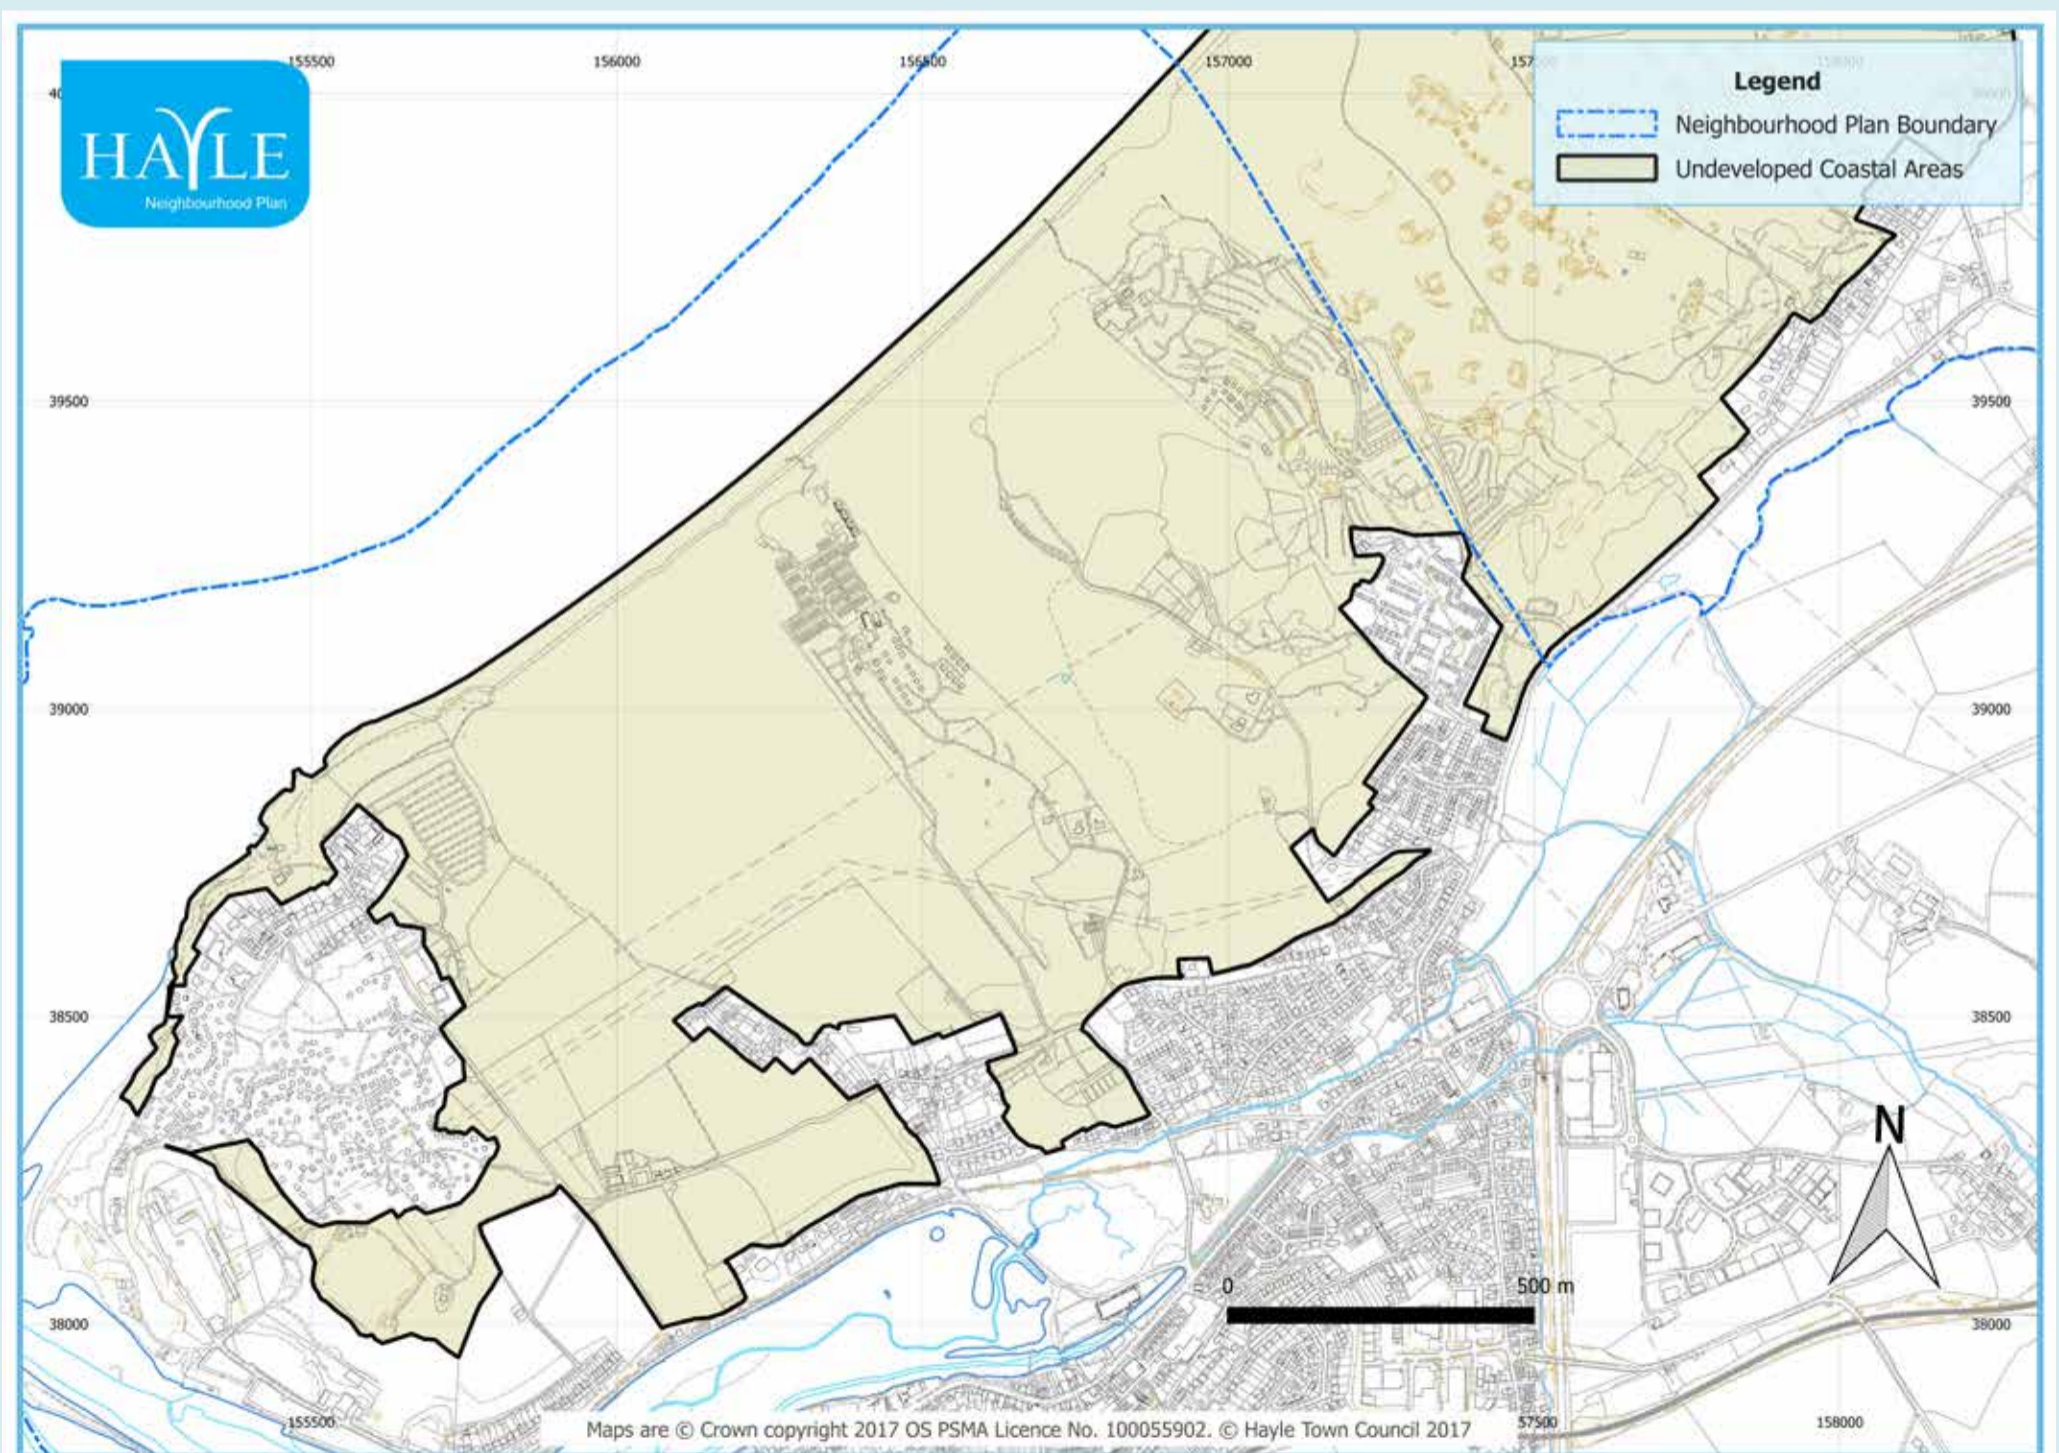 155500 156000 156500 157000
Legend
HAYLE
Neighbourhood Plan
Neighbourhood Plan Boundary
Undeveloped Coastal Areas
39500 39500
39000 39000
38500 38500
N
0 500 m
38000 38000
155500 57500 158000
Maps are © Crown copyright 2017 OS PSMA Licence No. 100055902. © Hayle Town Council 2017